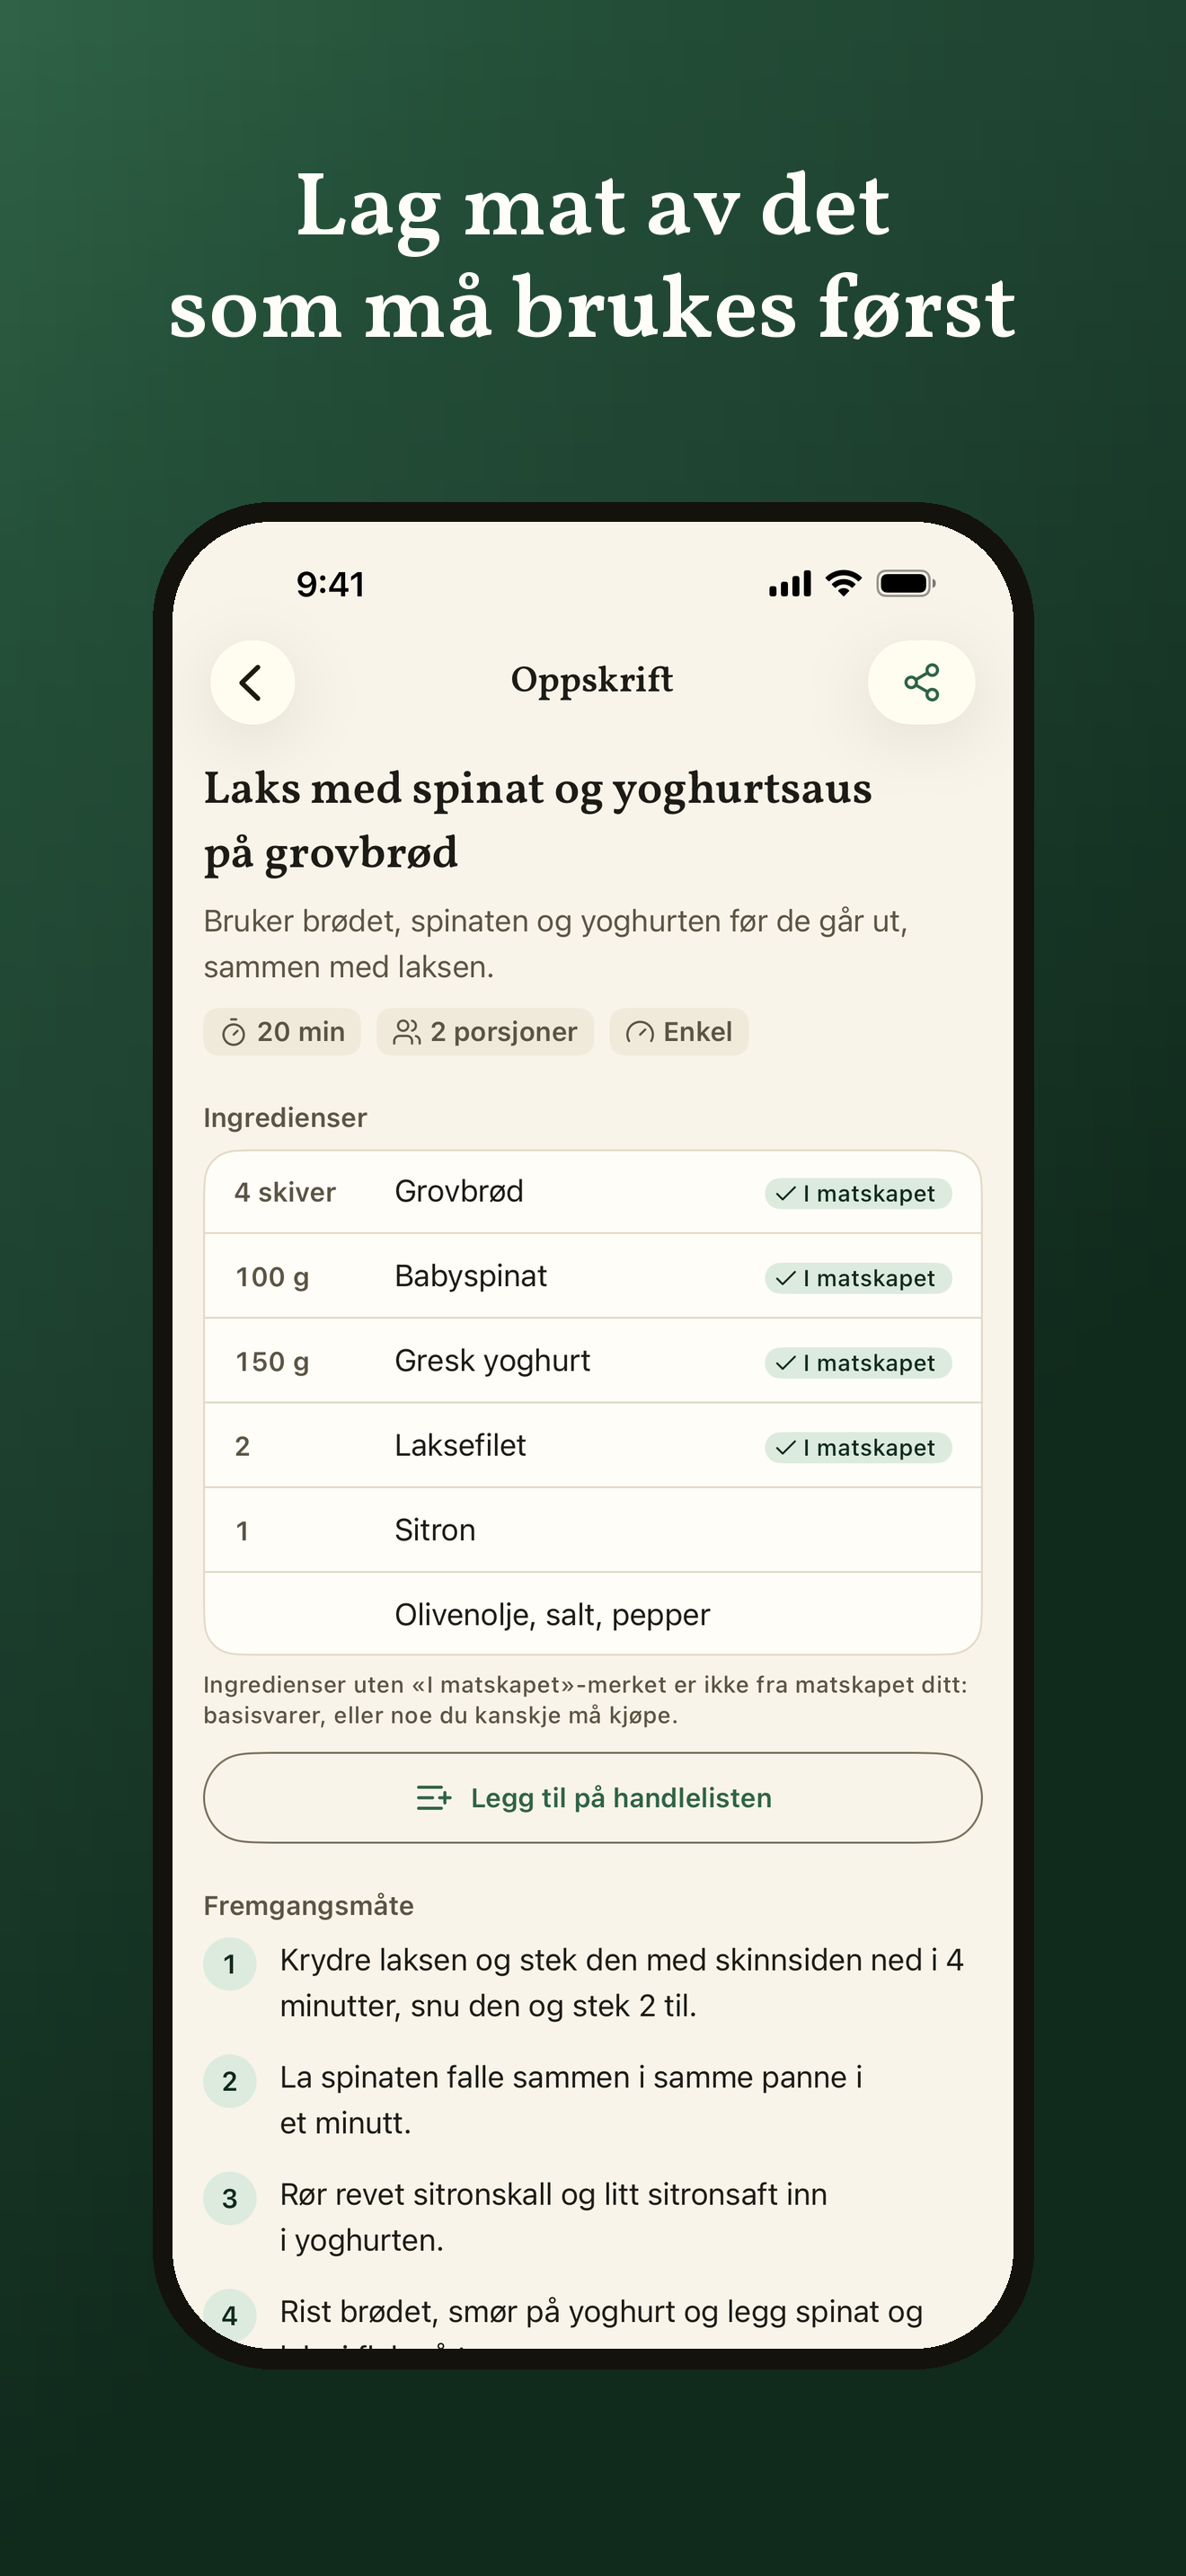 Lag mat av det
som må brukes først
9:41
Oppskrift
Laks med spinat og yoghurtsaus
på grovbrød
Bruker brødet, spinaten og yoghurten før de går ut,
sammen med laksen.
20 min
2 porsjoner
Enkel
Ingredienser
4 skiver Grovbrød I matskapet
100 g Babyspinat I matskapet
150 g Gresk yoghurt I matskapet
2 Laksefilet I matskapet
1 Sitron
Olivenolje, salt, pepper
Ingredienser uten «I matskapet»-merket er ikke fra matskapet ditt:
basisvarer, eller noe du kanskje må kjøpe.
Legg til på handlelisten
Fremgangsmåte
1 Krydre laksen og stek den med skinnsiden ned i 4
minutter, snu den og stek 2 til.
2 La spinaten falle sammen i samme panne i
et minutt.
3 Rør revet sitronskall og litt sitronsaft inn
i yoghurten.
4 Rist brødet, smør på yoghurt og legg spinat og